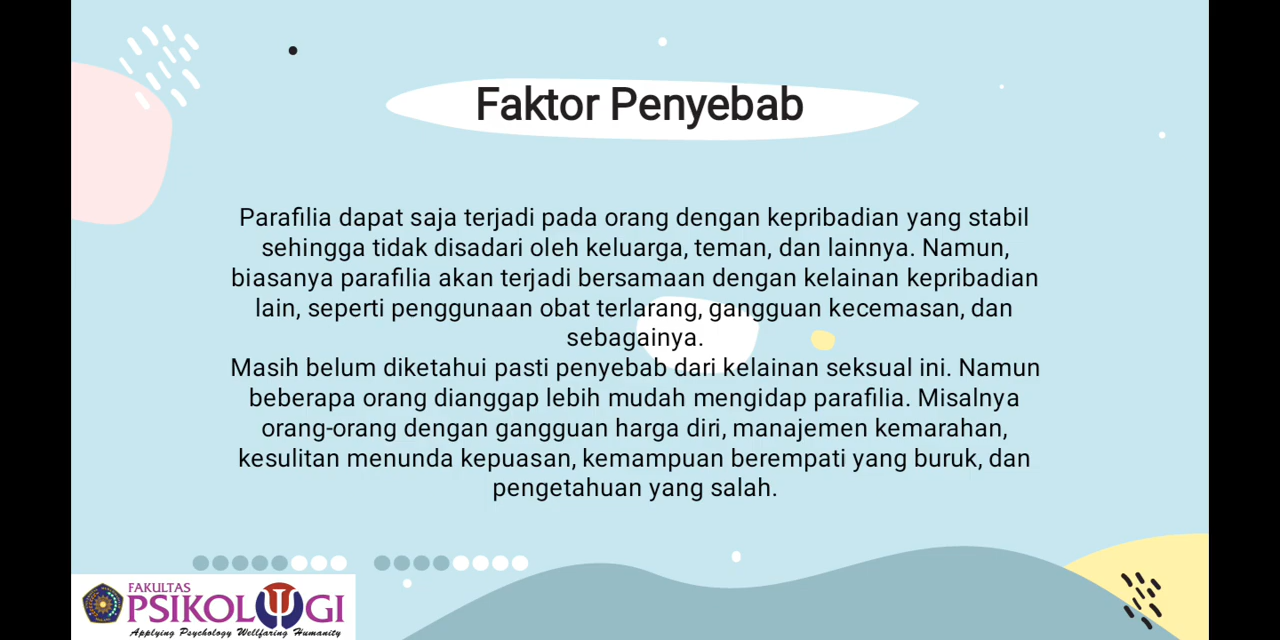 Faktor Penyebab
Parafilia dapat saja terjadi pada orang dengan kepribadian yang stabil
sehingga tidak disadari oleh keluarga, teman, dan lainnya. Namun,
biasanya parafilia akan terjadi bersamaan dengan kelainan kepribadian
lain, seperti penggunaan obat terlarang, gangguan kecemasan, dan
sebagainya.
Masih belum diketahui pasti penyebab dari kelainan seksual ini. Namun
beberapa orang dianggap lebih mudah mengidap parafilia. Misalnya
orang-orang dengan gangguan harga diri, manajemen kemarahan,
kesulitan menunda kepuasan, kemampuan berempati yang buruk, dan
pengetahuan yang salah.
FAKULTAS
PSIKOLOGI
Applying Psychology Wellfaring Humanity